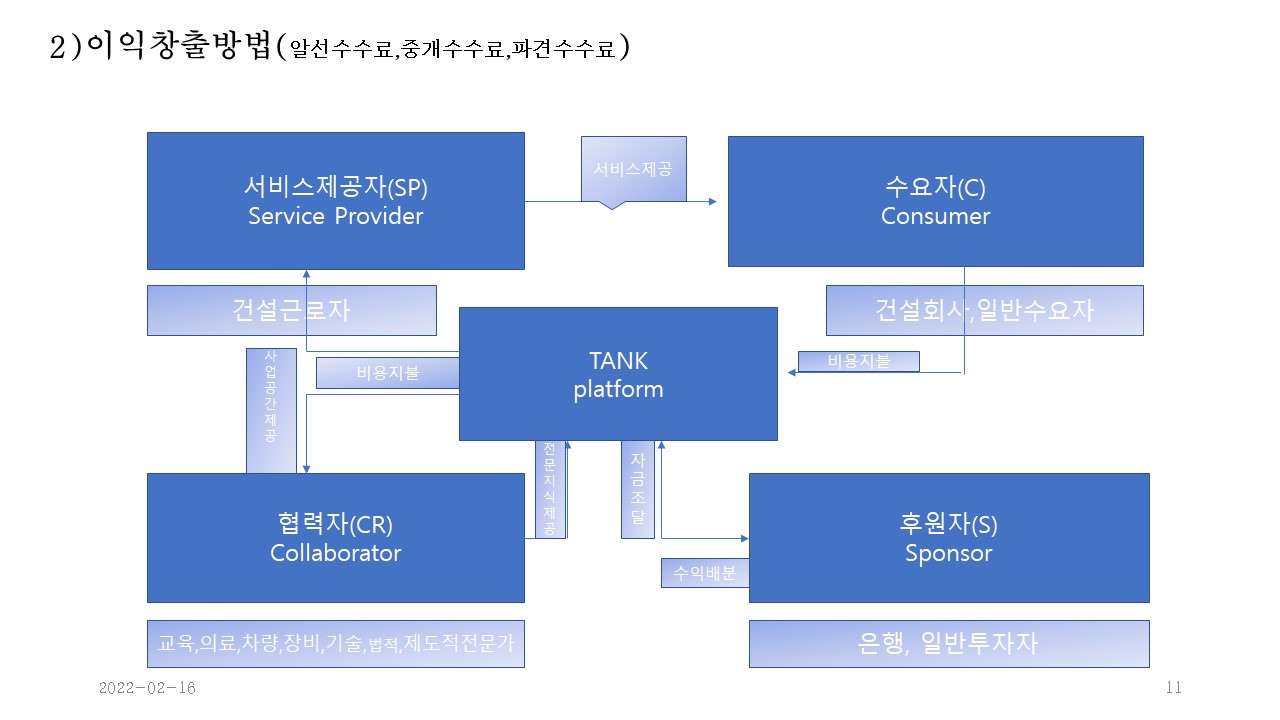 2)이익창출방법(알선수수료,중개수수료,파견수수료)
서비스제공자(SP)
Service Provider
서비스제공
수요자(C)
Consumer
건설근로자
건설회사,일반수요자
TANK
platform
비용지불
비용지불
사업공간제공
전문지식제공
자금조달
협력자(CR)
Collaborator
후원자(S)
Sponsor
수익배분
교육,의료,차량,장비,기술,법적,제도적전문가
은행, 일반투자자
2022-02-16
11